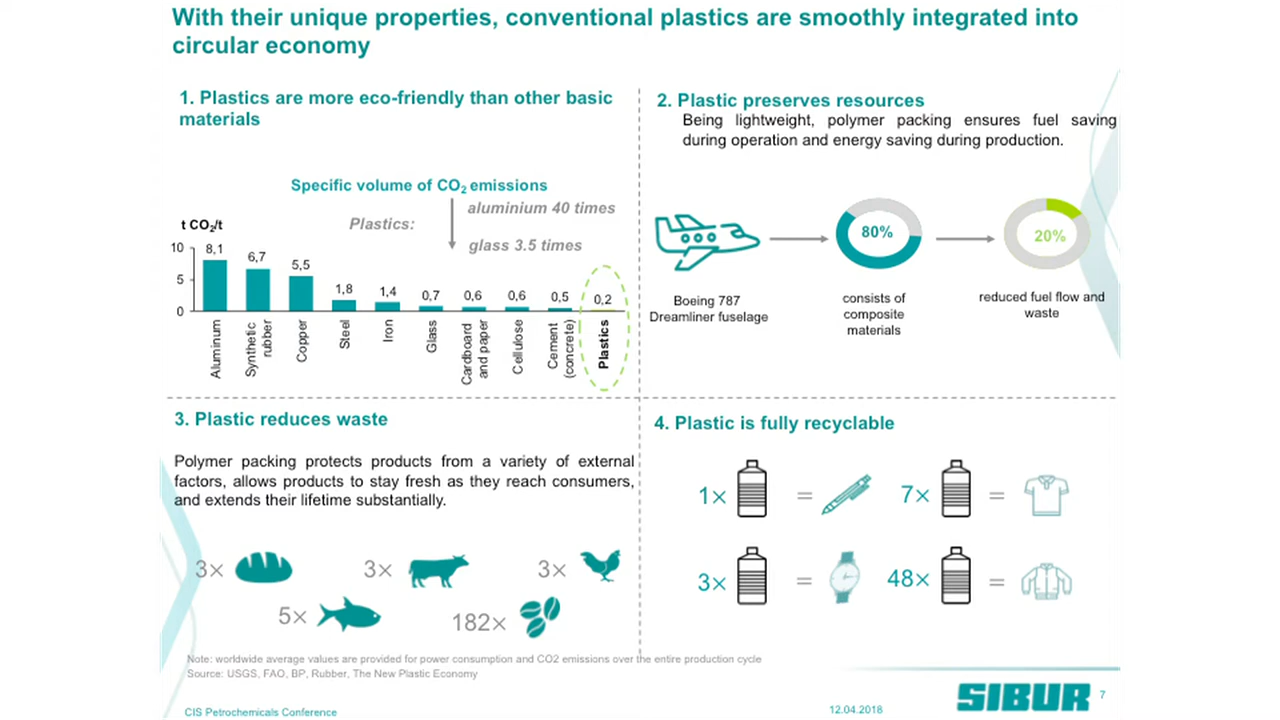 With their unique properties, conventional plastics are smoothly integrated into
circular economy
1. Plastics are more eco-friendly than other basic
materials
Specific volume of CO2 emissions
t CO2/t
Plastics:
aluminium 40 times
glass 3.5 times
10
5
0
8,1
6,7
5,5
1,8
1,4
0,7
0,6
0,6
0,5
0,2
Aluminum
Synthetic
rubber
Copper
Steel
Iron
Glass
Cardboard
and paper
Cellulose
Cement
(concrete)
Plastics
2. Plastic preserves resources
Being lightweight, polymer packing ensures fuel saving
during operation and energy saving during production.
80%
20%
Boeing 787
Dreamliner fuselage
consists of
composite
materials
reduced fuel flow and
waste
3. Plastic reduces waste
Polymer packing protects products from a variety of external
factors, allows products to stay fresh as they reach consumers,
and extends their lifetime substantially.
3×
3×
3×
5×
182×
4. Plastic is fully recyclable
1× =
7× =
3× =
48× =
Note: worldwide average values are provided for power consumption and CO2 emissions over the entire production cycle
Source: USGS, FAO, BP, Rubber, The New Plastic Economy
CIS Petrochemicals Conference
12.04.2018
SIBUR
7